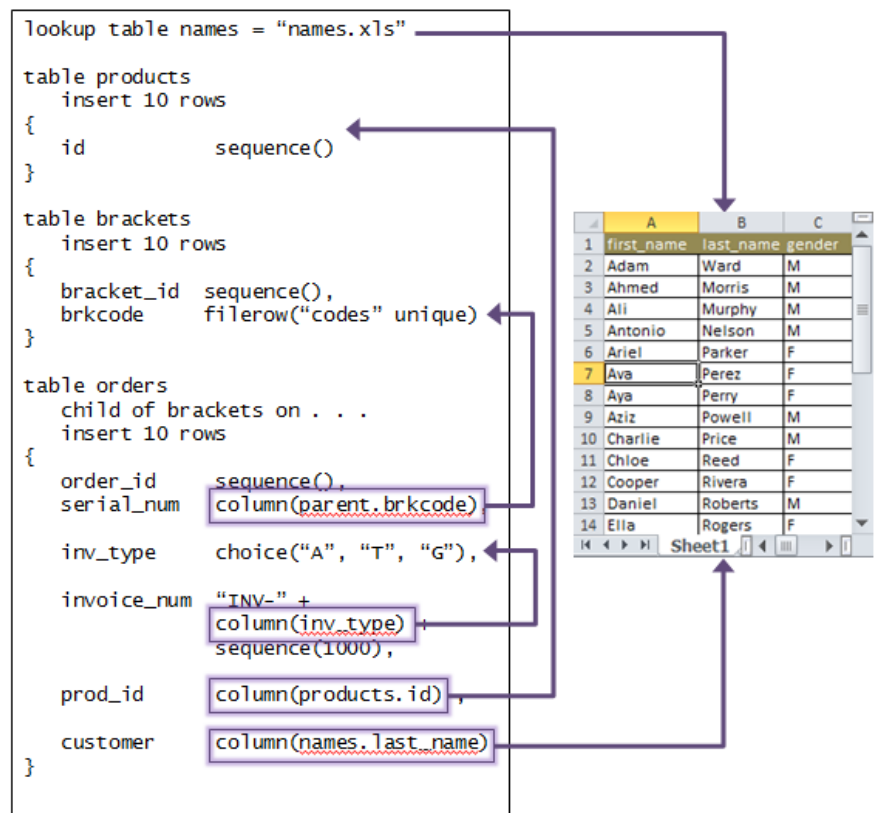 lookup table names = “names.xls”
table products
insert 10 rows
{
id sequence()
}
table brackets
insert 10 rows
{
bracket_id sequence(),
brkcode filerow(“codes” unique)
}
table orders
child of brackets on . . .
insert 10 rows
{
order_id sequence(),
serial_num column(parent.brkcode),
inv_type choice(“A”, “T”, “G”),
invoice_num “INV-” +
column(inv_type) +
sequence(1000),
prod_id column(products.id) ,
customer column(names.last_name)
}
A B C
1 first_name last_name gender
2 Adam Ward M
3 Ahmed Morris M
4 Ali Murphy M
5 Antonio Nelson M
6 Ariel Parker F
7 Ava Perez F
8 Aya Perry F
9 Aziz Powell M
10 Charlie Price M
11 Chloe Reed F
12 Cooper Rivera F
13 Daniel Roberts M
14 Ella Rogers F
Sheet1